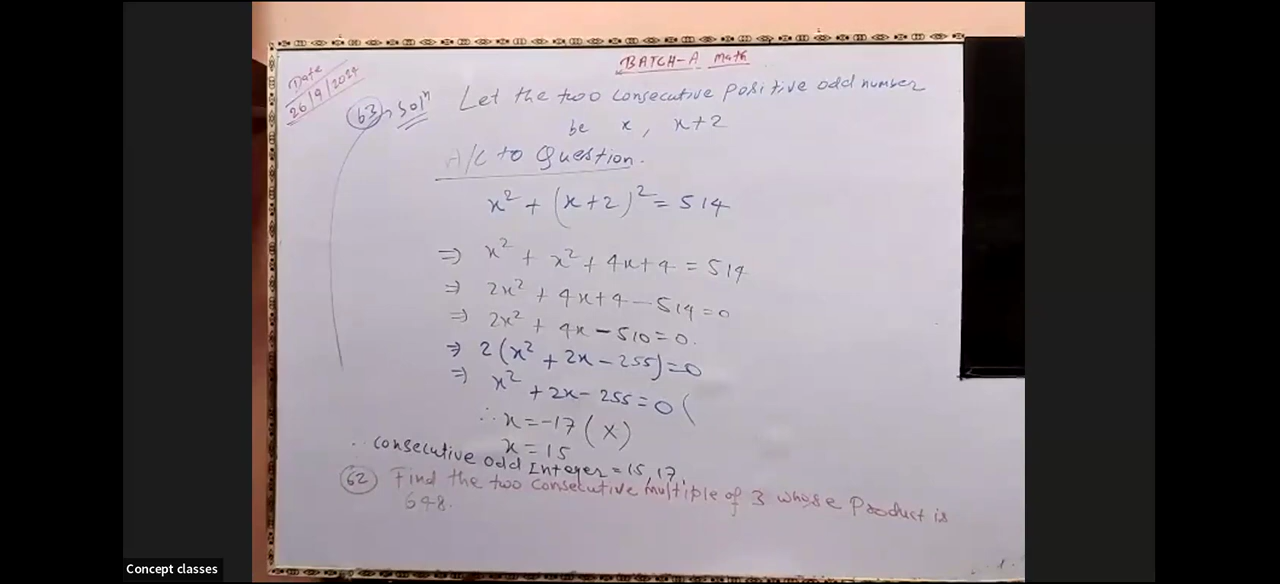 BATCH-A Math
Date
26/9/2024
63 Solⁿ Let the two consecutive positive odd number
be x, x+2
A/C to Question.
x² + (x+2)² = 514
⇒ x² + x² + 4x+4 = 514
⇒ 2x² + 4x+4-514=0
⇒ 2x² + 4x-510=0.
⇒ 2(x² + 2x-255)=0
⇒ x² + 2x-255=0 (
∴ x=-17 (x)
x=15
∴ consecutive odd Integer = 15, 17.
62 Find the two consecutive multiple of 3 whose Product is
648.
Concept classes